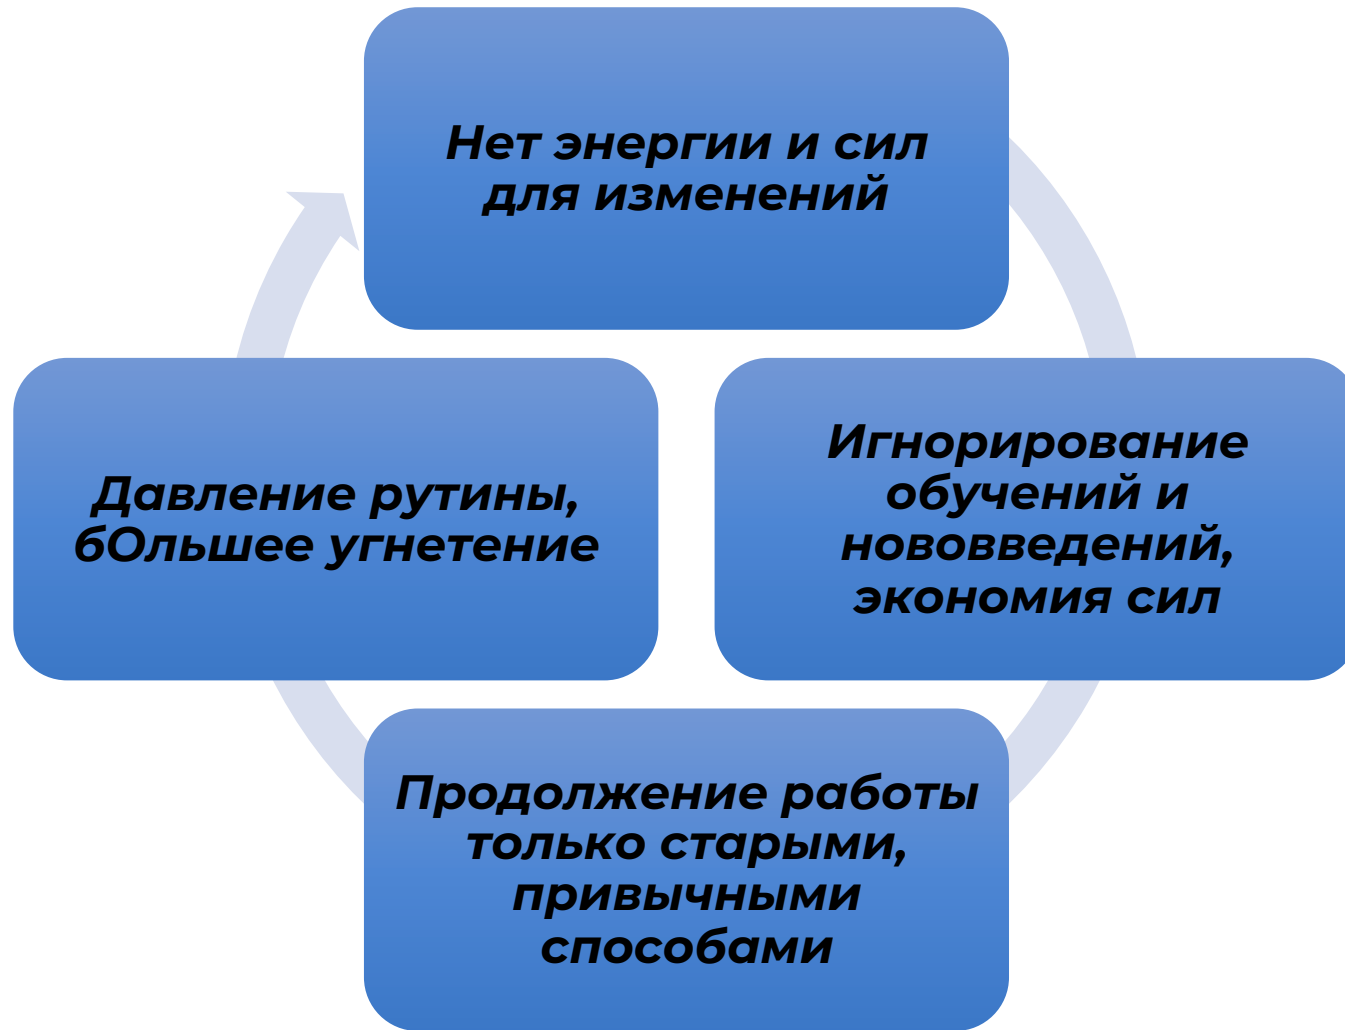 Нет энергии и сил
для изменений
Игнорирование
обучений и
нововведений,
экономия сил
Продолжение работы
только старыми,
привычными
способами
Давление рутины,
бОльшее угнетение